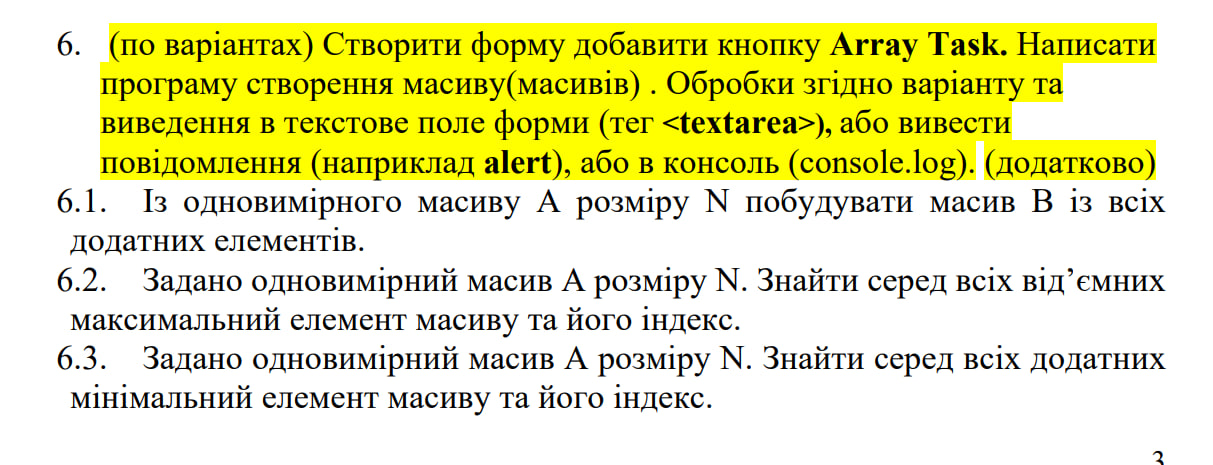 6. (по варіантах) Створити форму добавити кнопку Array Task. Написати
програму створення масиву(масивів) . Обробки згідно варіанту та
виведення в текстове поле форми (тег <textarea>), або вивести
повідомлення (наприклад alert), або в консоль (console.log). (додатково)
6.1. Із одновимірного масиву А розміру N побудувати масив В із всіх
додатних елементів.
6.2. Задано одновимірний масив А розміру N. Знайти серед всіх від’ємних
максимальний елемент масиву та його індекс.
6.3. Задано одновимірний масив А розміру N. Знайти серед всіх додатних
мінімальний елемент масиву та його індекс.
3